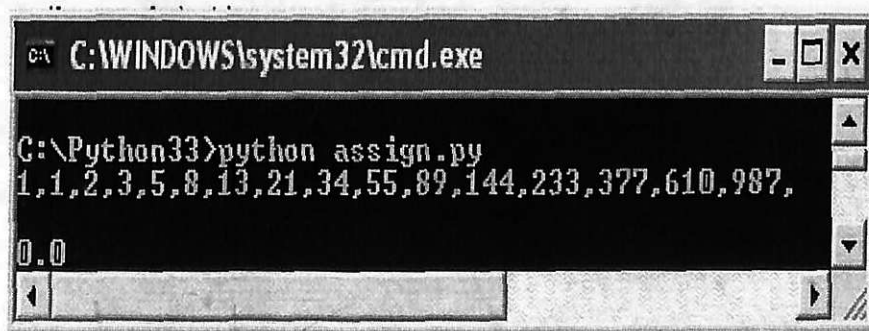 C:\WINDOWS\system32\cmd.exe
C:\Python33>python assign.py
1,1,2,3,5,8,13,21,34,55,89,144,233,377,610,987,
0.0